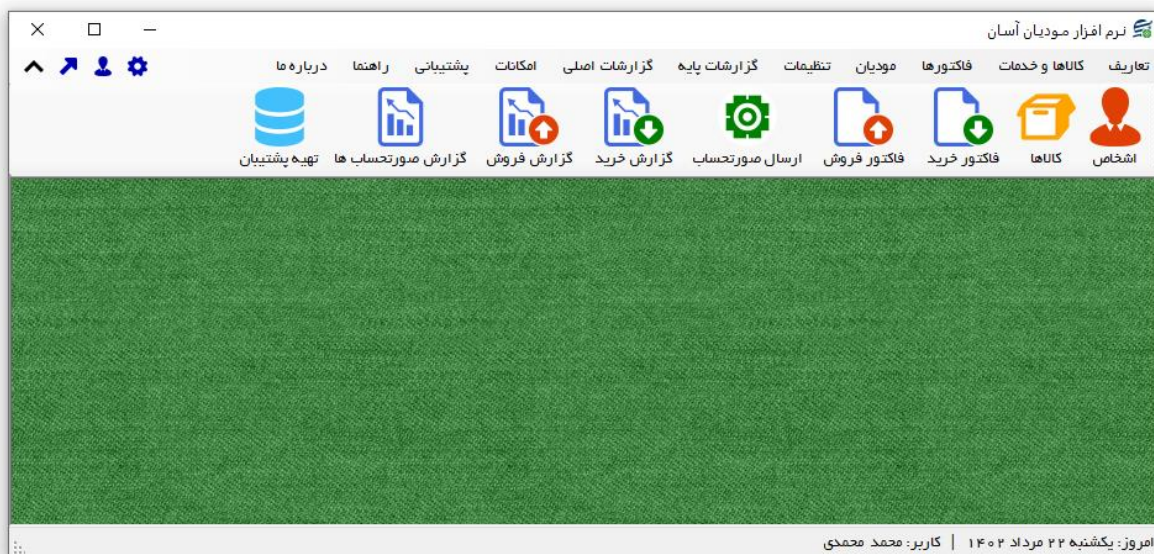 نرم افزار مودیان آسان
تعاریف کالاها و خدمات فاکتورها مودیان تنظیمات گزارشات پایه گزارشات اصلی امکانات پشتیبانی راهنما درباره ما
اشخاص کالاها فاکتور خرید فاکتور فروش ارسال صورتحساب گزارش خرید گزارش فروش گزارش صورتحساب ها تهیه پشتیبان
امروز: یکشنبه ۲۲ مرداد ۱۴۰۲ | کاربر: محمد محمدی